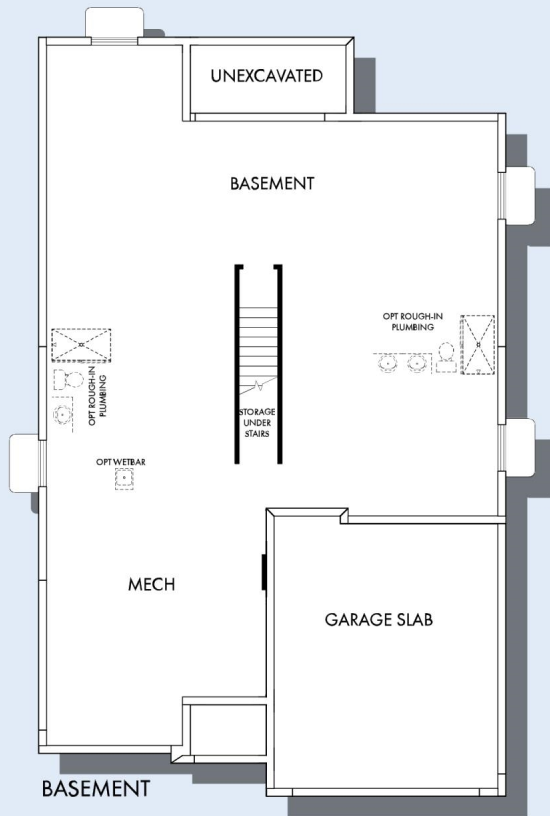 UNEXCAVATED
BASEMENT
OPT ROUGH-IN
PLUMBING
OPT ROUGH-IN
PLUMBING
STORAGE
UNDER
STAIRS
OPT WETBAR
MECH
GARAGE SLAB
BASEMENT